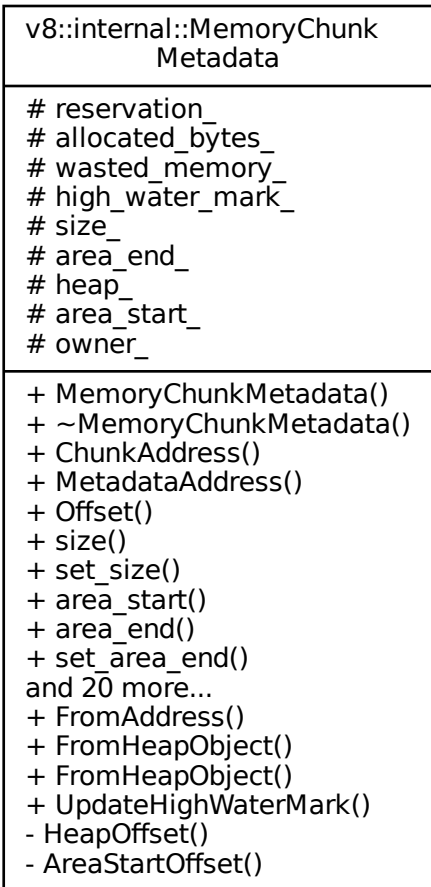 v8::internal::MemoryChunk
Metadata
# reservation_
# allocated_bytes_
# wasted_memory_
# high_water_mark_
# size_
# area_end_
# heap_
# area_start_
# owner_
+ MemoryChunkMetadata()
+ ~MemoryChunkMetadata()
+ ChunkAddress()
+ MetadataAddress()
+ Offset()
+ size()
+ set_size()
+ area_start()
+ area_end()
+ set_area_end()
and 20 more...
+ FromAddress()
+ FromHeapObject()
+ FromHeapObject()
+ UpdateHighWaterMark()
- HeapOffset()
- AreaStartOffset()